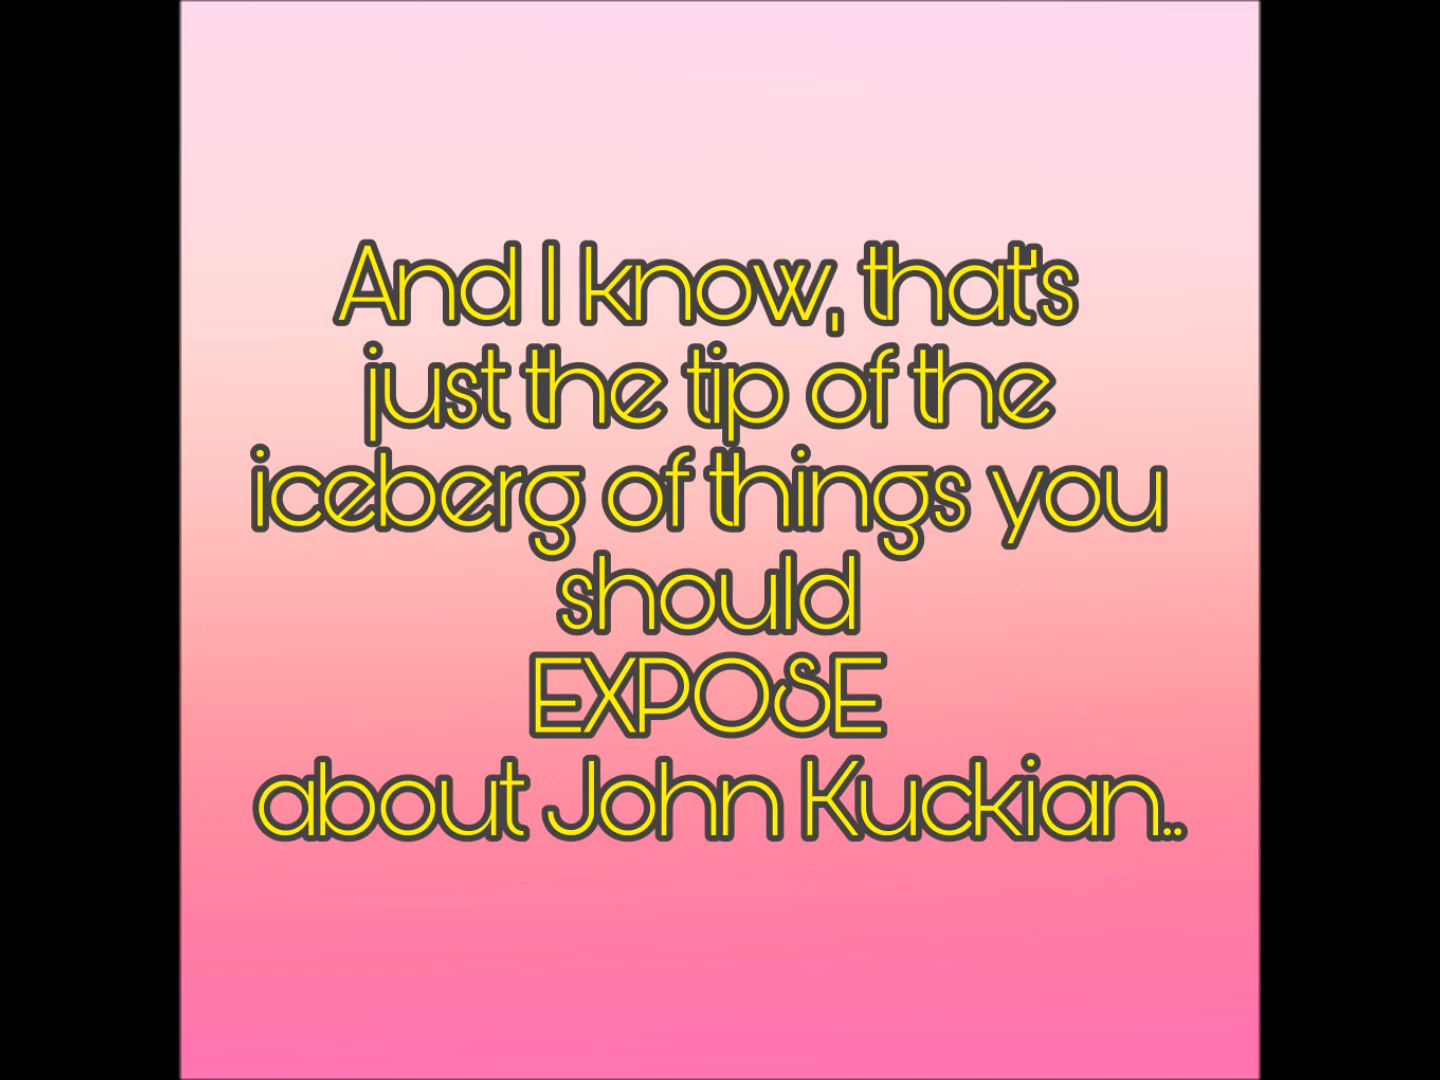 And I know, that's
just the tip of the
iceberg of things you
should
EXPOSE
about John Kuckian..